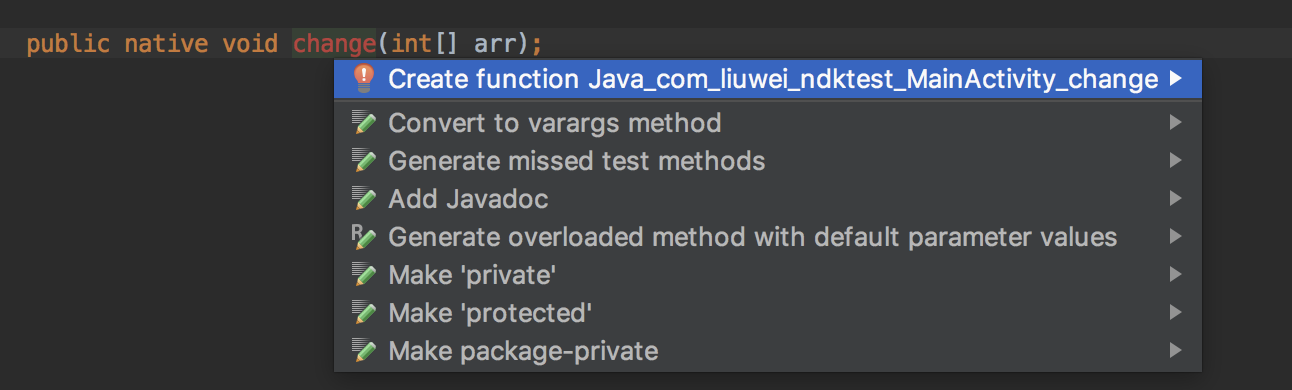 public native void change(int[] arr);
Create function Java_com_liuwei_ndktest_MainActivity_change
Convert to varargs method
Generate missed test methods
Add Javadoc
Generate overloaded method with default parameter values
Make 'private'
Make 'protected'
Make package-private